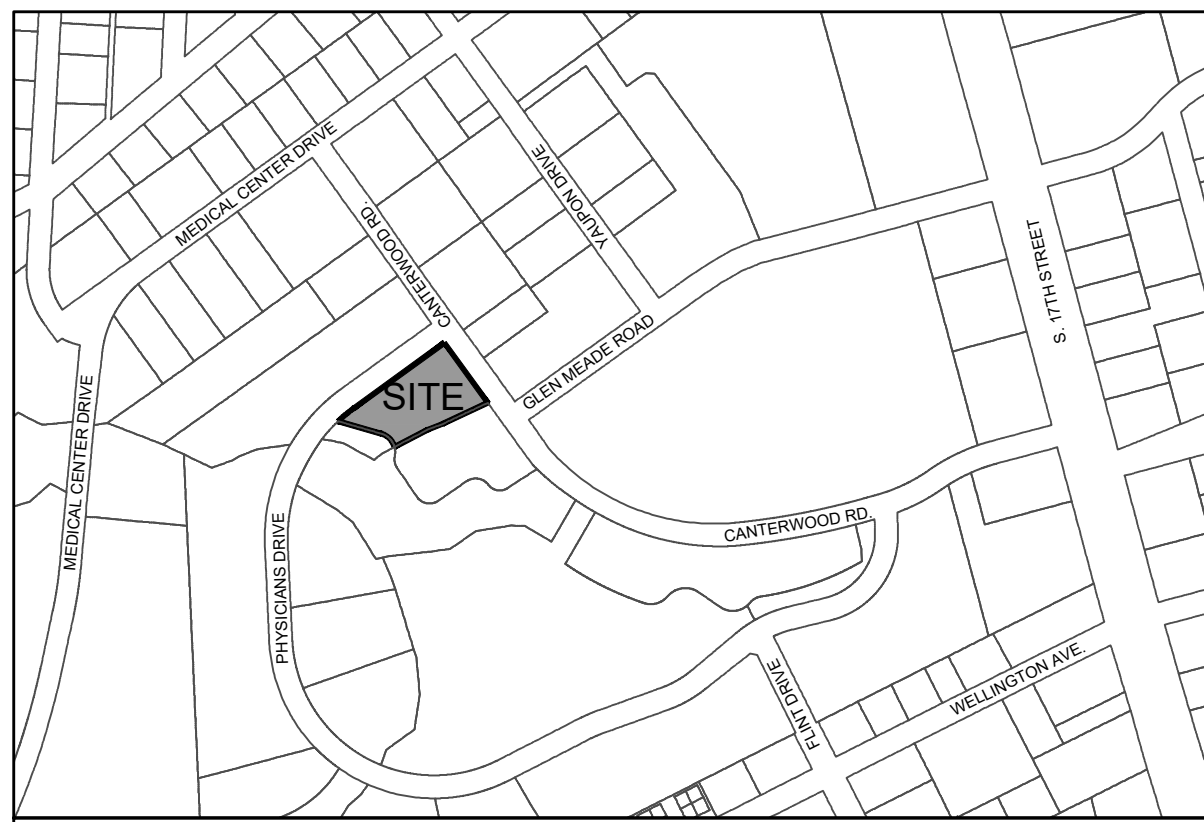 MEDICAL CENTER DRIVE
YAUPON DRIVE
CANTERWOOD RD.
S. 17TH STREET
GLEN MEADE ROAD
SITE
MEDICAL CENTER DRIVE
CANTERWOOD RD.
PHYSICIANS DRIVE
FLINT DRIVE
WELLINGTON AVE.